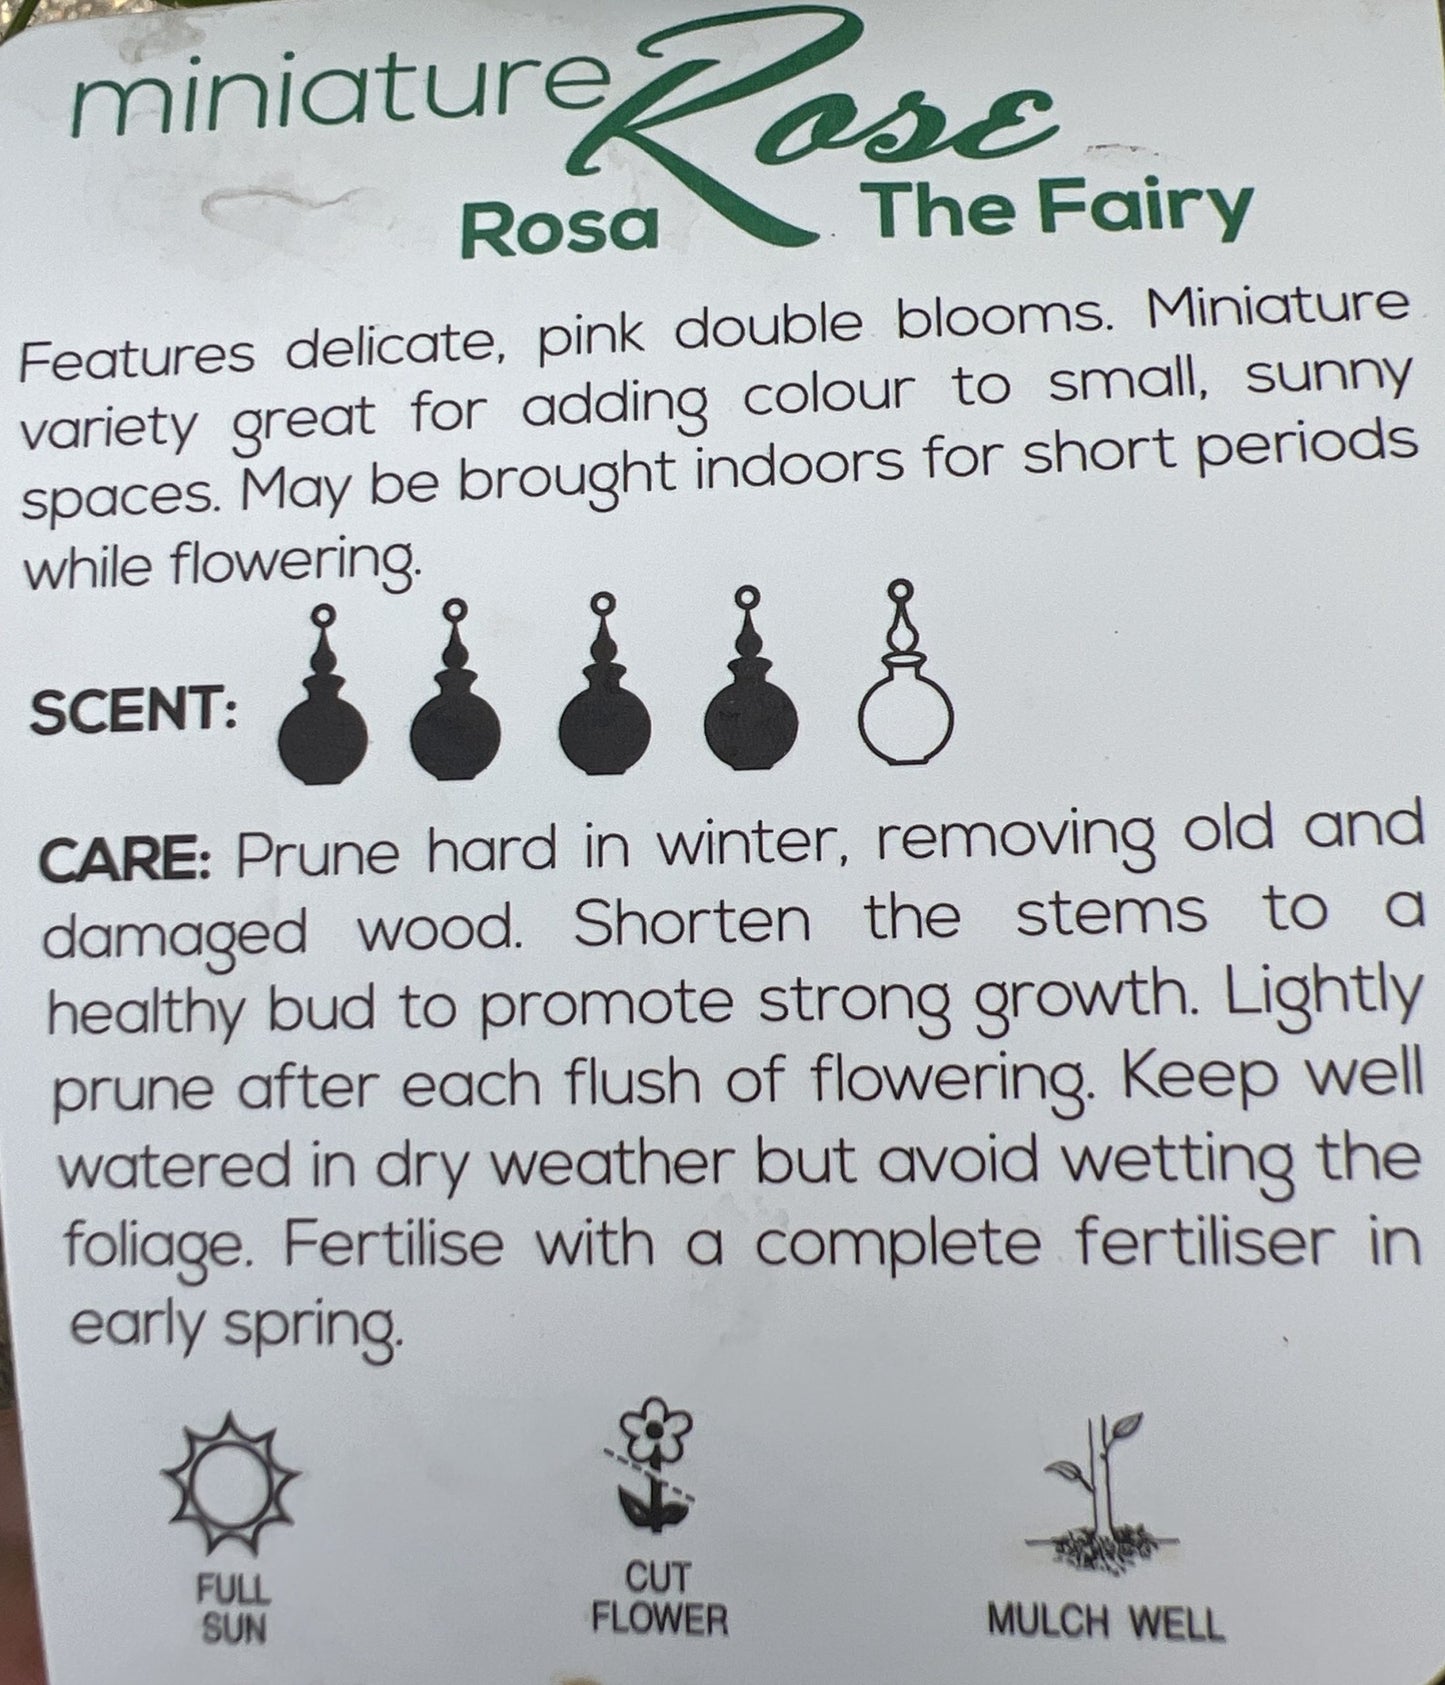 miniature Rose
Rosa The Fairy
Features delicate, pink double blooms. Miniature
variety great for adding colour to small, sunny
spaces. May be brought indoors for short periods
while flowering.
SCENT:
CARE: Prune hard in winter, removing old and
damaged wood. Shorten the stems to a
healthy bud to promote strong growth. Lightly
prune after each flush of flowering. Keep well
watered in dry weather but avoid wetting the
foliage. Fertilise with a complete fertiliser in
early spring.
FULL
SUN
CUT
FLOWER
MULCH WELL